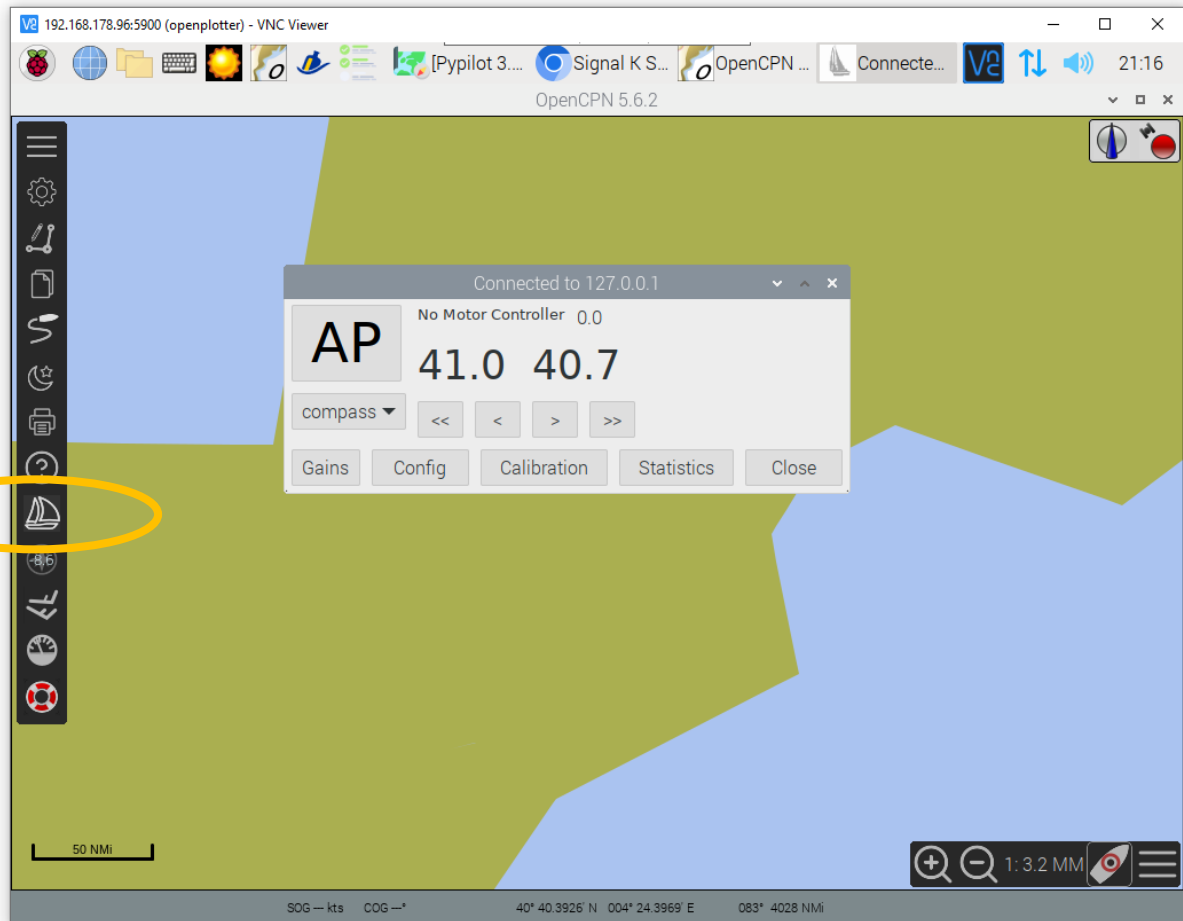 192.168.178.96:5900 (openplotter) - VNC Viewer
[Pypilot 3.... Signal K S... OpenCPN ... Connecte... 21:16
OpenCPN 5.6.2
Connected to 127.0.0.1
AP
No Motor Controller 0.0
41.0 40.7
compass << < > >>
Gains Config Calibration Statistics Close
-8.6
50 NMi
1: 3.2 MM
SOG --- kts COG ---° 40° 40.3926' N 004° 24.3969' E 083° 4028 NMi